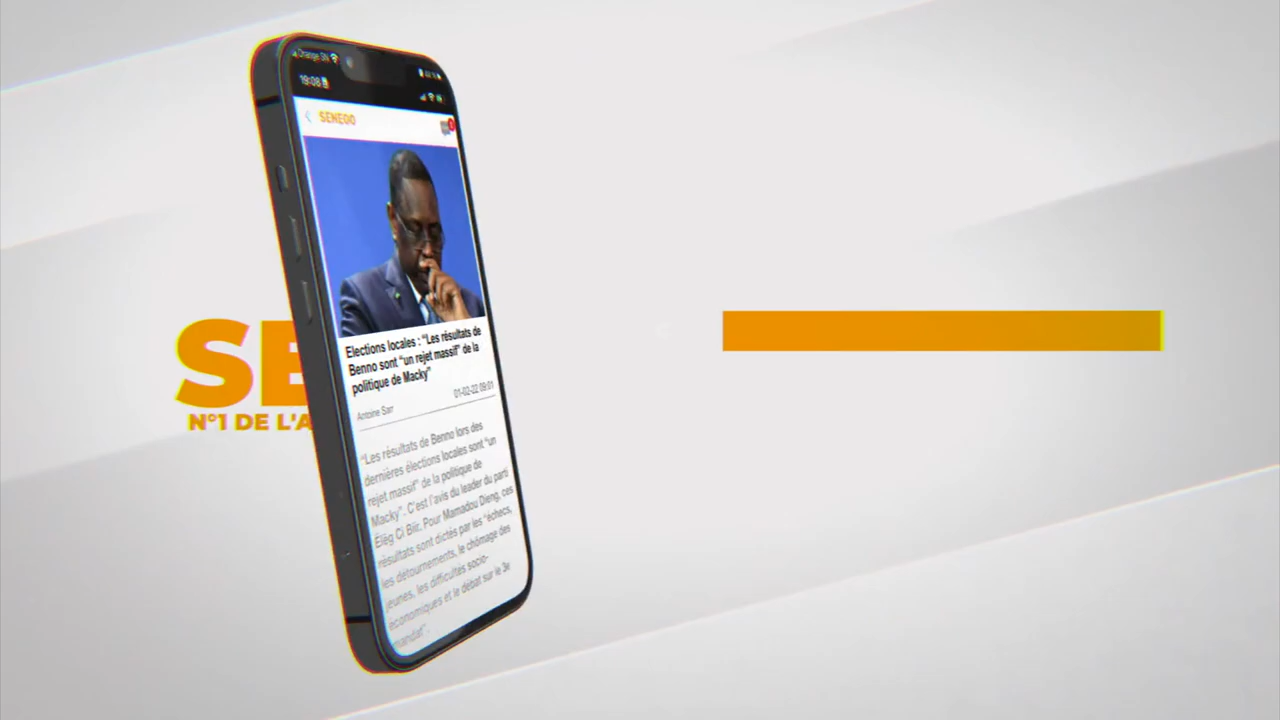 Orange SN
19:08
SENEGO
Elections locales : “Les résultats de
Benno sont “un rejet massif” de la
politique de Macky”
Antoine Sarr
01-02-22 09:01
“Les résultats de Benno lors des
dernières élections locales sont “un
rejet massif” de la politique de
Macky”. C’est l’avis du leader du parti
Elëg Ci Biir. Pour Mamadou Dieng, ces
résultats sont dictés par les “échecs,
les détournements, le chômage des
jeunes, les difficultés socio-
économiques et le débat sur le 3e
mandat”.
SE
N°1 DE L'A